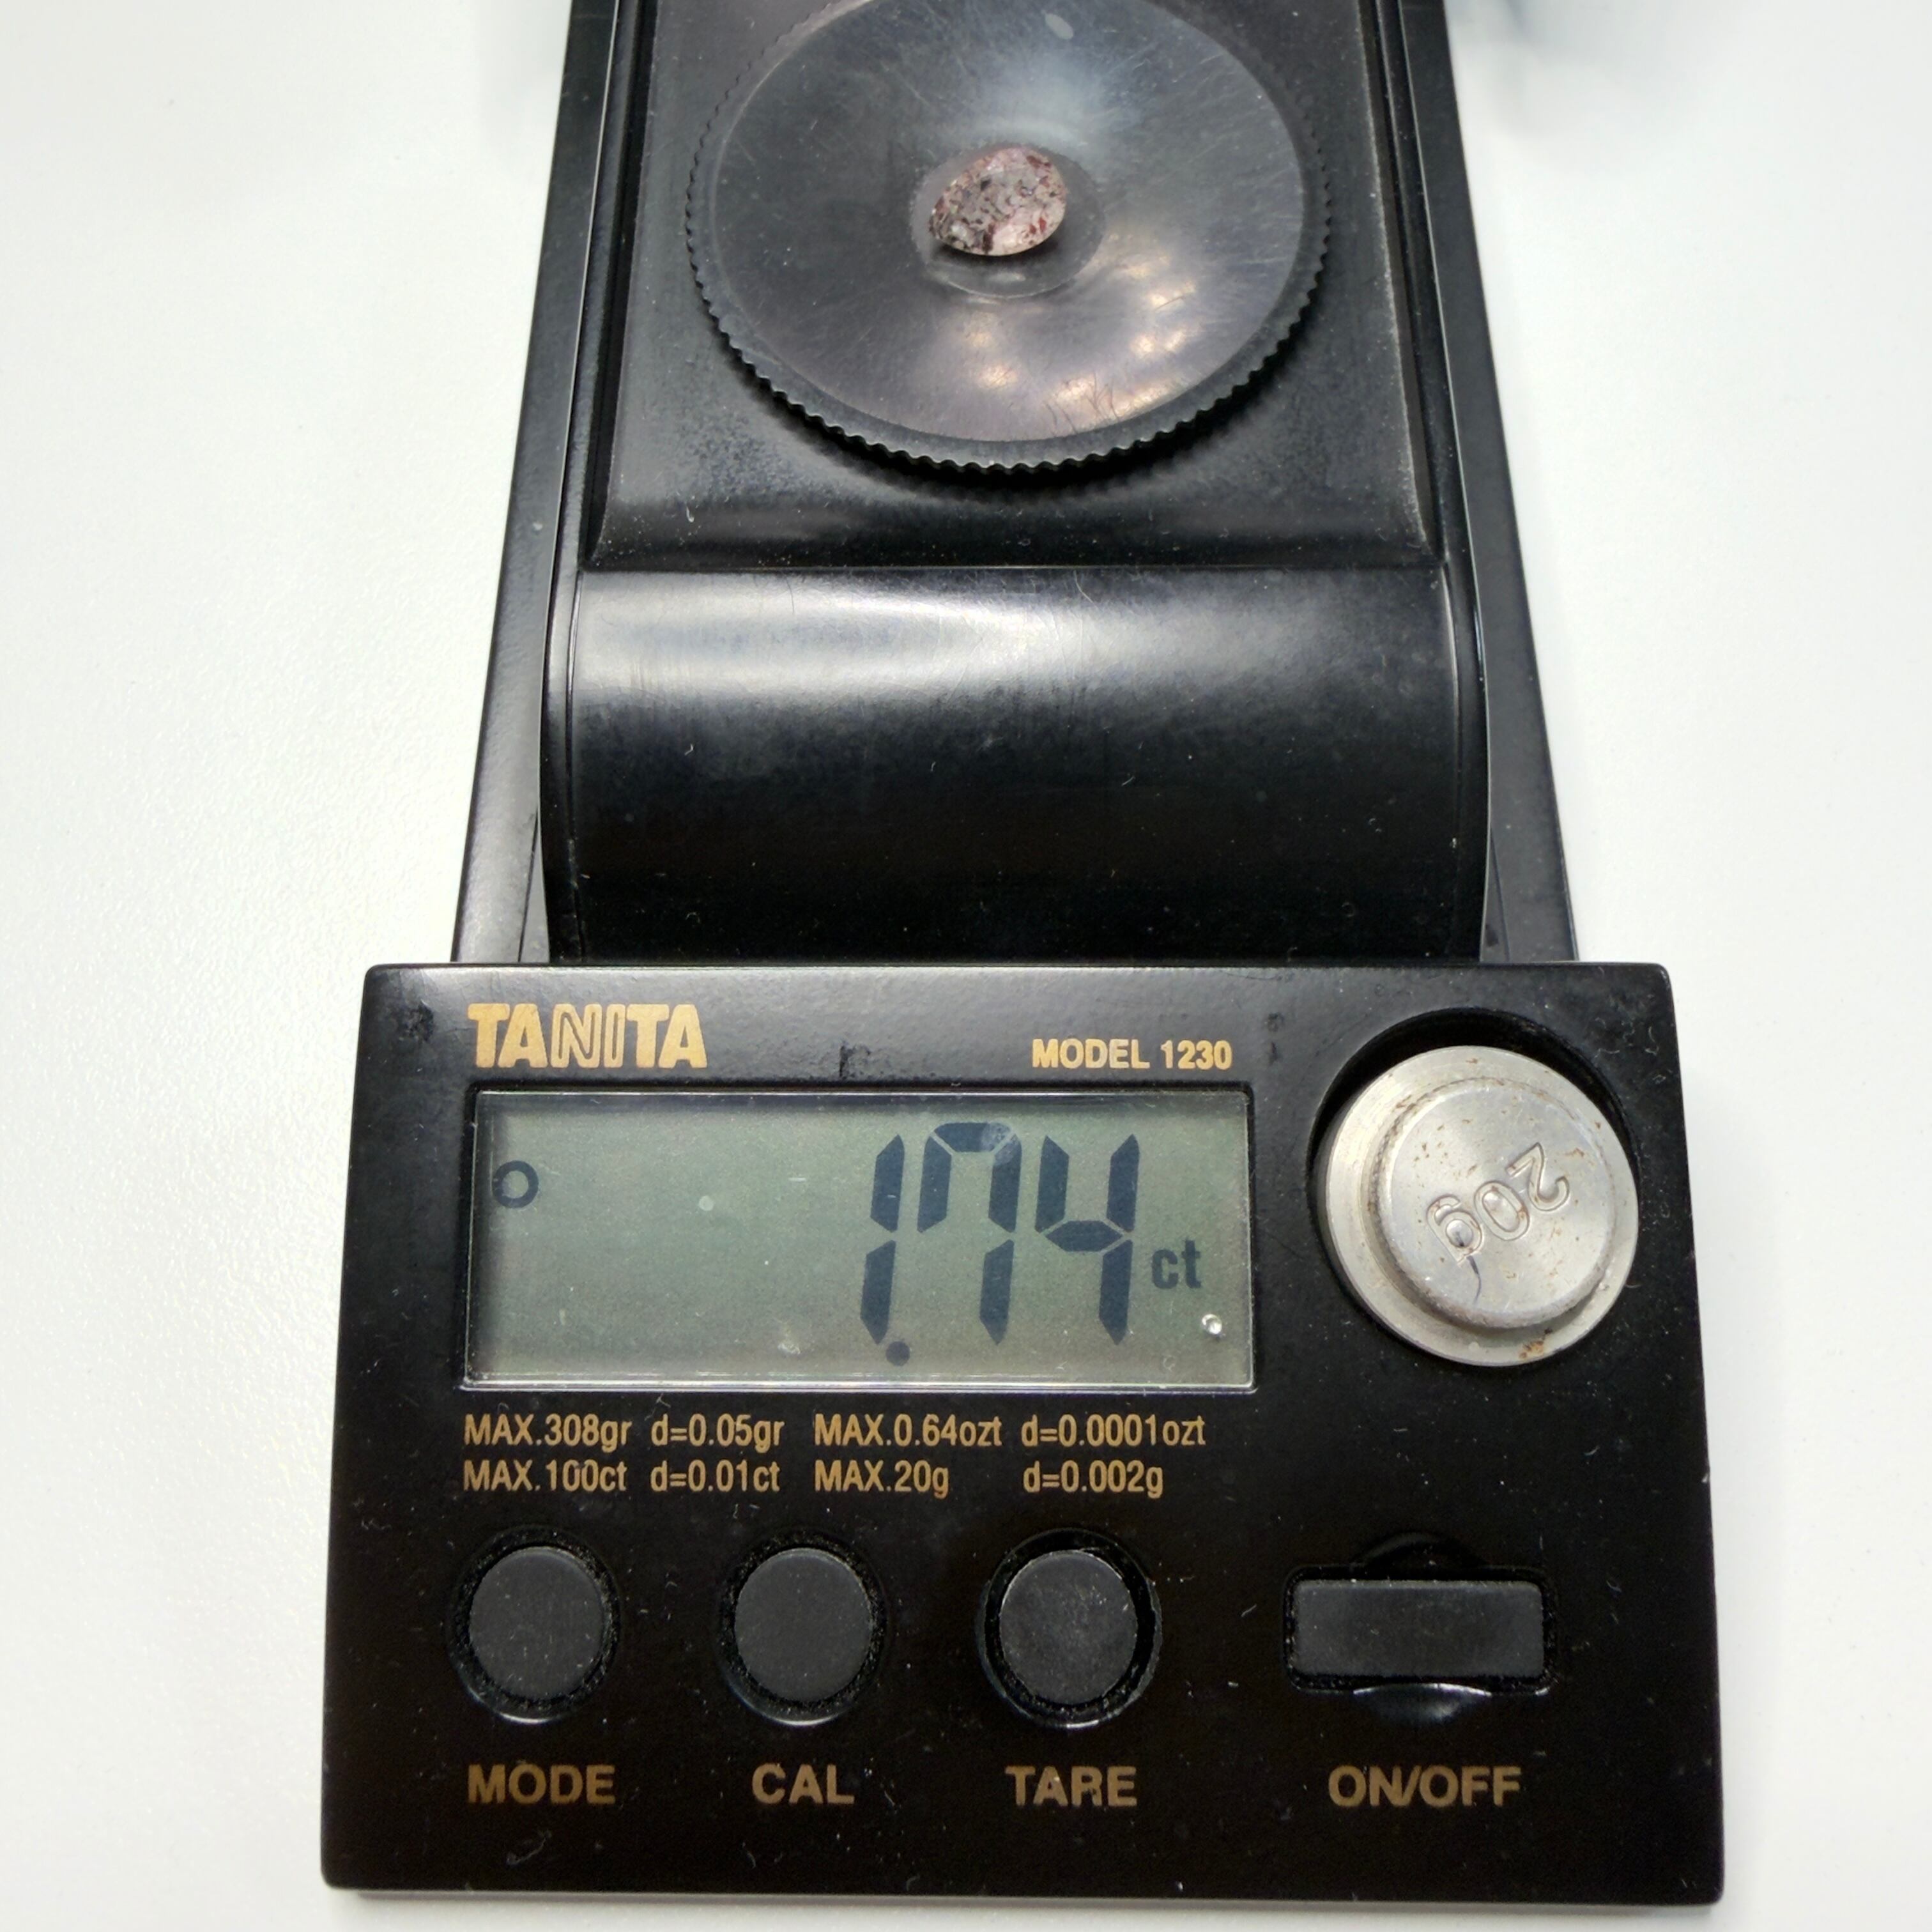 TANITA
MODEL 1230
1.74 ct
20g
MAX.308gr d=0.05gr MAX.0.64ozt d=0.0001ozt
MAX.100ct d=0.01ct MAX.20g d=0.002g
MODE CAL TARE ON/OFF